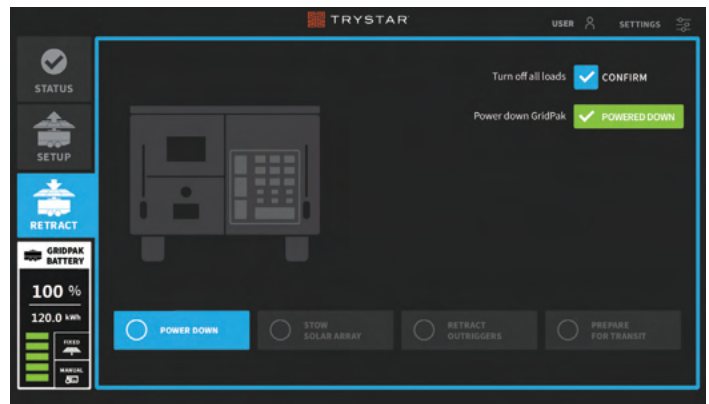 TRYSTAR
USER
SETTINGS
STATUS
SETUP
RETRACT
GRIDPAK
BATTERY
100 %
120.0 kWh
FIXED
MANUAL
Turn off all loads
CONFIRM
Power down GridPak
POWERED DOWN
POWER DOWN
STOW
SOLAR ARRAY
RETRACT
OUTRIGGERS
PREPARE
FOR TRANSIT